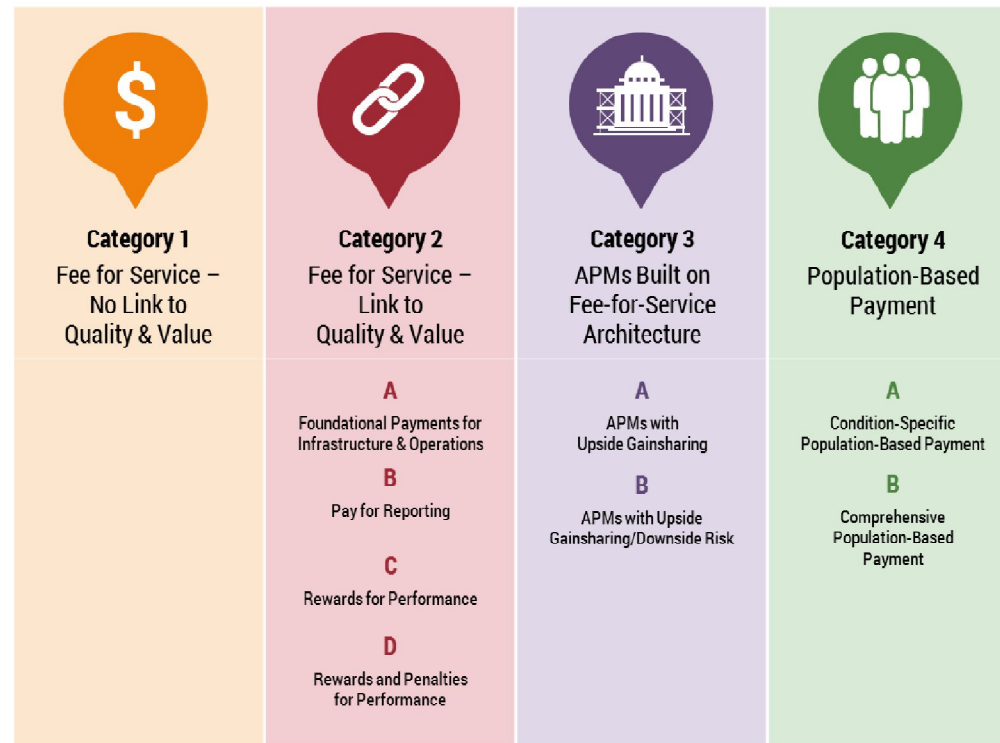 $
Category 1
Fee for Service –
No Link to
Quality & Value
Category 2
Fee for Service –
Link to
Quality & Value
A
Foundational Payments for
Infrastructure & Operations
B
Pay for Reporting
C
Rewards for Performance
D
Rewards and Penalties
for Performance
Category 3
APMs Built on
Fee-for-Service
Architecture
A
APMs with
Upside Gainsharing
B
APMs with Upside
Gainsharing/Downside Risk
Category 4
Population-Based
Payment
A
Condition-Specific
Population-Based Payment
B
Comprehensive
Population-Based
Payment